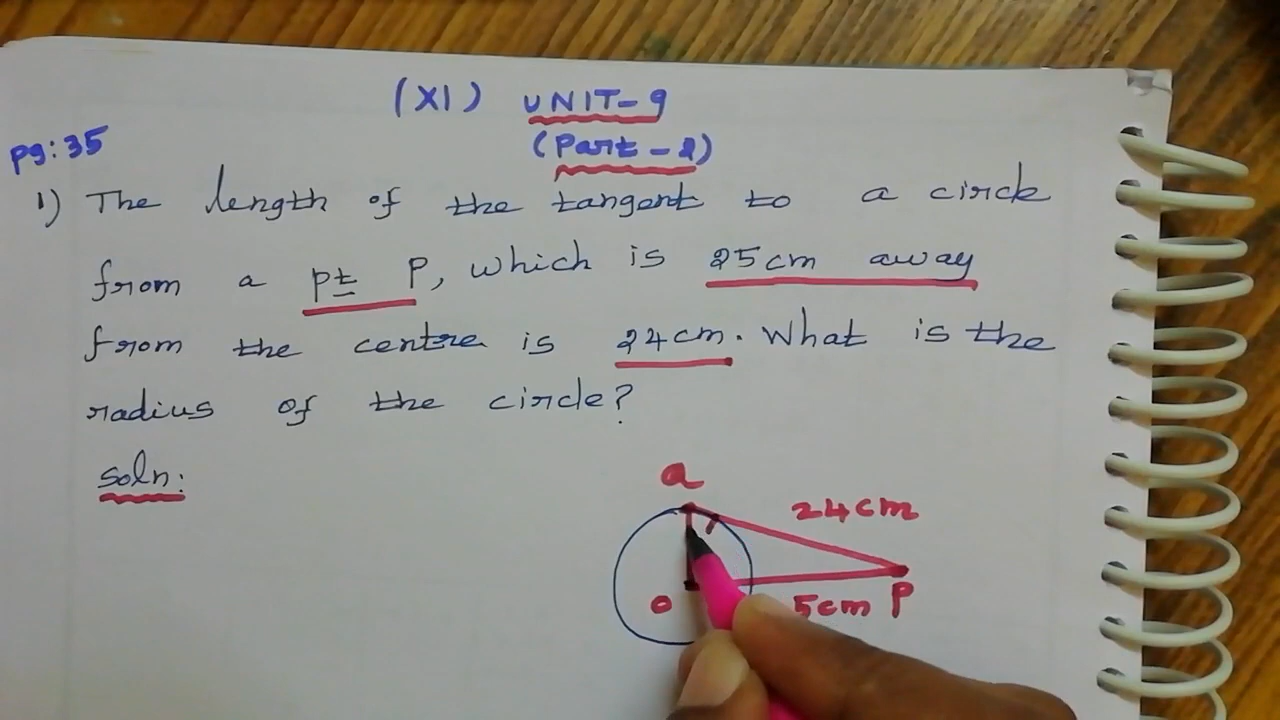 (XI) UNIT-9
(Part-2)
pg:35
1) The length of the tangent to a circle
from a pt P, which is 25cm away
from the centre is 24cm. What is the
radius of the circle?
soln:
Q
24cm
O
5cm P